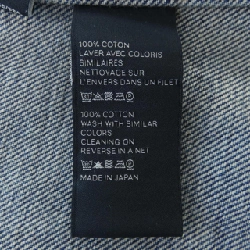 100% COTON
LAVER AVEC COLORIS
SIMILAIRES
NETTOYAGE SUR
L'ENVERS DANS UN FILET
100% COTTON
WASH WITH SIMILAR
COLORS
CLEANING ON
REVERSE IN A NET
MADE IN JAPAN